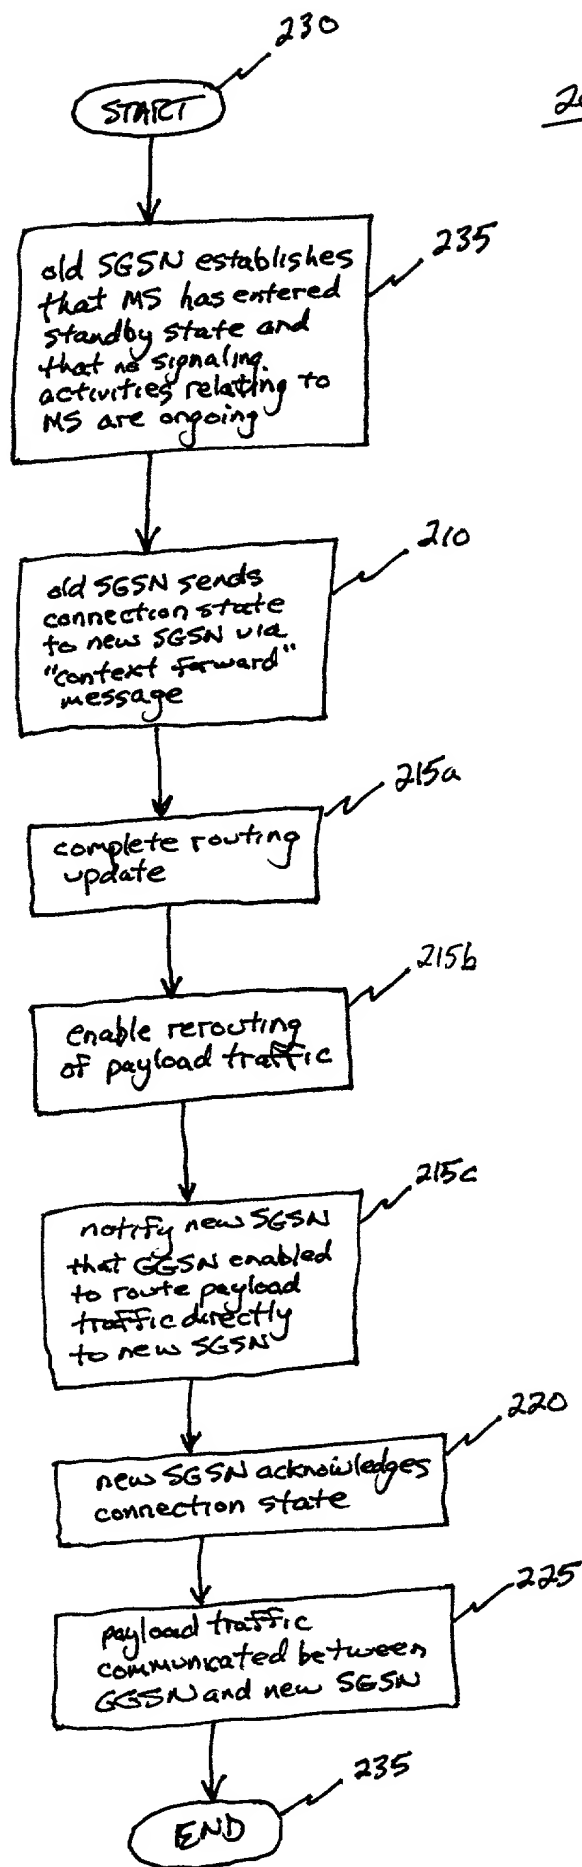 230
START
235
old SGSN establishes
that MS has entered
standby state and
that no signaling
activities relating to
MS are ongoing
210
old SGSN sends
connection state
to new SGSN via
"context forward"
message
215a
complete routing
update
215b
enable rerouting
of payload traffic
215c
notify new SGSN
that GGSN enabled
to route payload
traffic directly
to new SGSN
220
new SGSN acknowledges
connection state
225
payload traffic
communicated between
GGSN and new SGSN
235
END